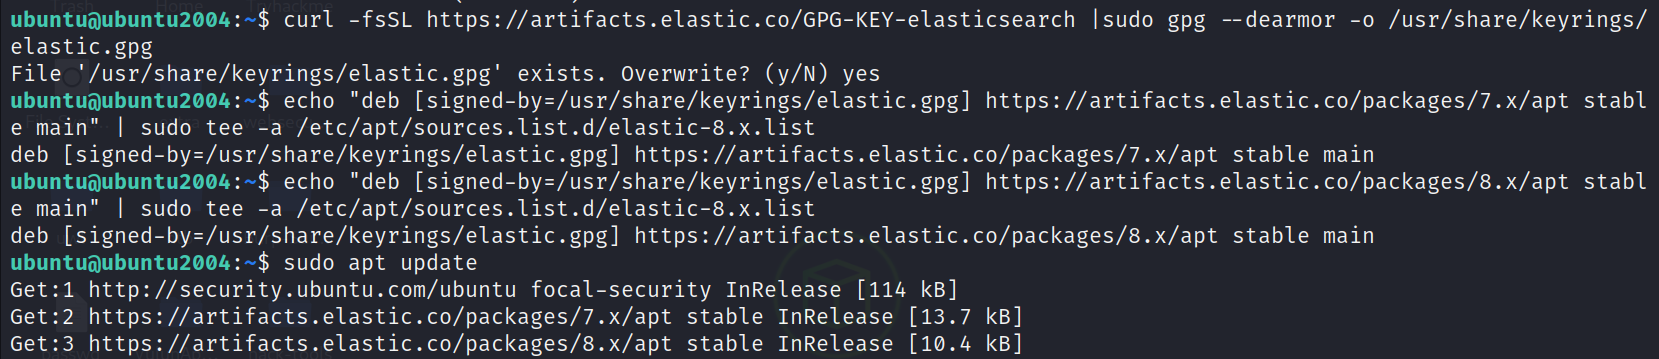 ubuntu@ubuntu2004:~$ curl -fsSL https://artifacts.elastic.co/GPG-KEY-elasticsearch |sudo gpg --dearmor -o /usr/share/keyrings/
elastic.gpg
File '/usr/share/keyrings/elastic.gpg' exists. Overwrite? (y/N) yes
ubuntu@ubuntu2004:~$ echo "deb [signed-by=/usr/share/keyrings/elastic.gpg] https://artifacts.elastic.co/packages/7.x/apt stabl
e main" | sudo tee -a /etc/apt/sources.list.d/elastic-8.x.list
deb [signed-by=/usr/share/keyrings/elastic.gpg] https://artifacts.elastic.co/packages/7.x/apt stable main
ubuntu@ubuntu2004:~$ echo "deb [signed-by=/usr/share/keyrings/elastic.gpg] https://artifacts.elastic.co/packages/8.x/apt stabl
e main" | sudo tee -a /etc/apt/sources.list.d/elastic-8.x.list
deb [signed-by=/usr/share/keyrings/elastic.gpg] https://artifacts.elastic.co/packages/8.x/apt stable main
ubuntu@ubuntu2004:~$ sudo apt update
Get:1 http://security.ubuntu.com/ubuntu focal-security InRelease [114 kB]
Get:2 https://artifacts.elastic.co/packages/7.x/apt stable InRelease [13.7 kB]
Get:3 https://artifacts.elastic.co/packages/8.x/apt stable InRelease [10.4 kB]